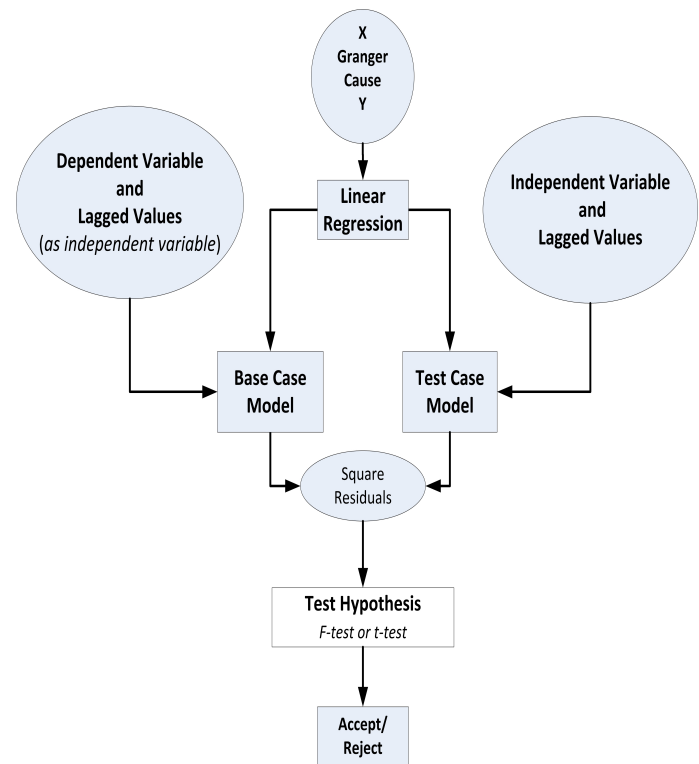 X
Granger
Cause
Y
Dependent Variable
and
Lagged Values
(as independent variable)
Linear
Regression
Independent Variable
and
Lagged Values
Base Case
Model
Test Case
Model
Square
Residuals
Test Hypothesis
F-test or t-test
Accept/
Reject